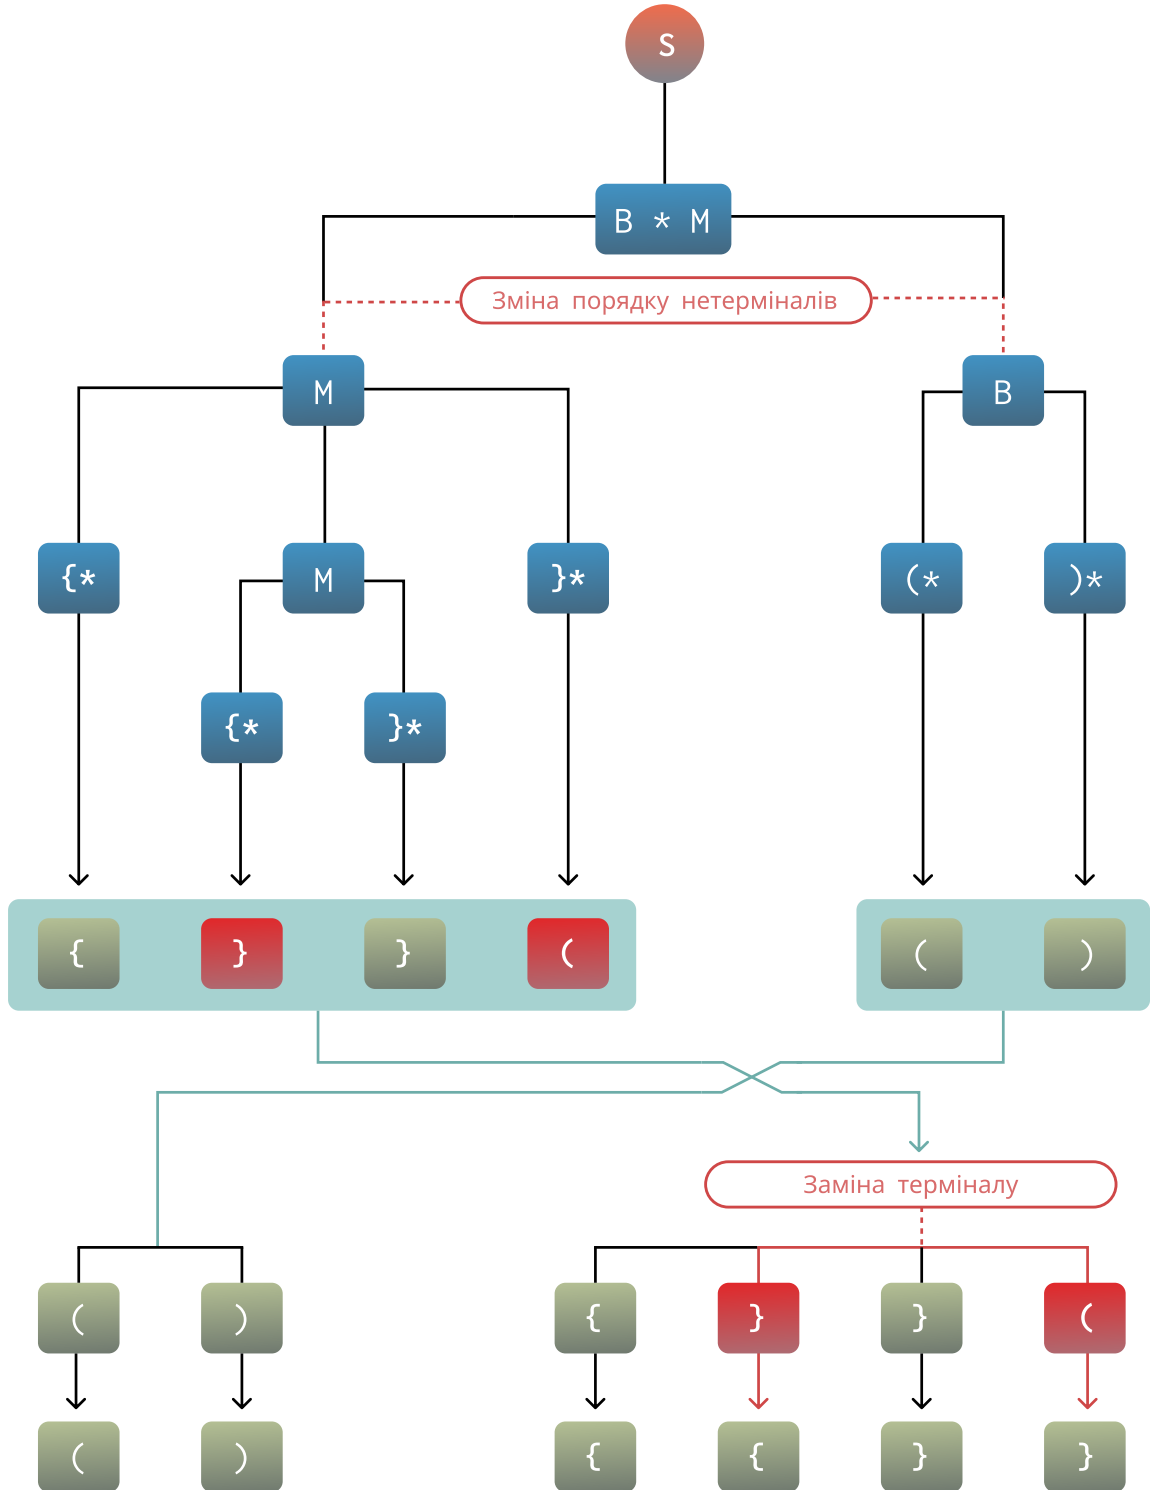 S
B * M
Зміна порядку нетерміналів
M B
{* M }* (* )*
{* }*
{ } } ( ( )
Заміна терміналу
( ) { } } (
( ) { { } }